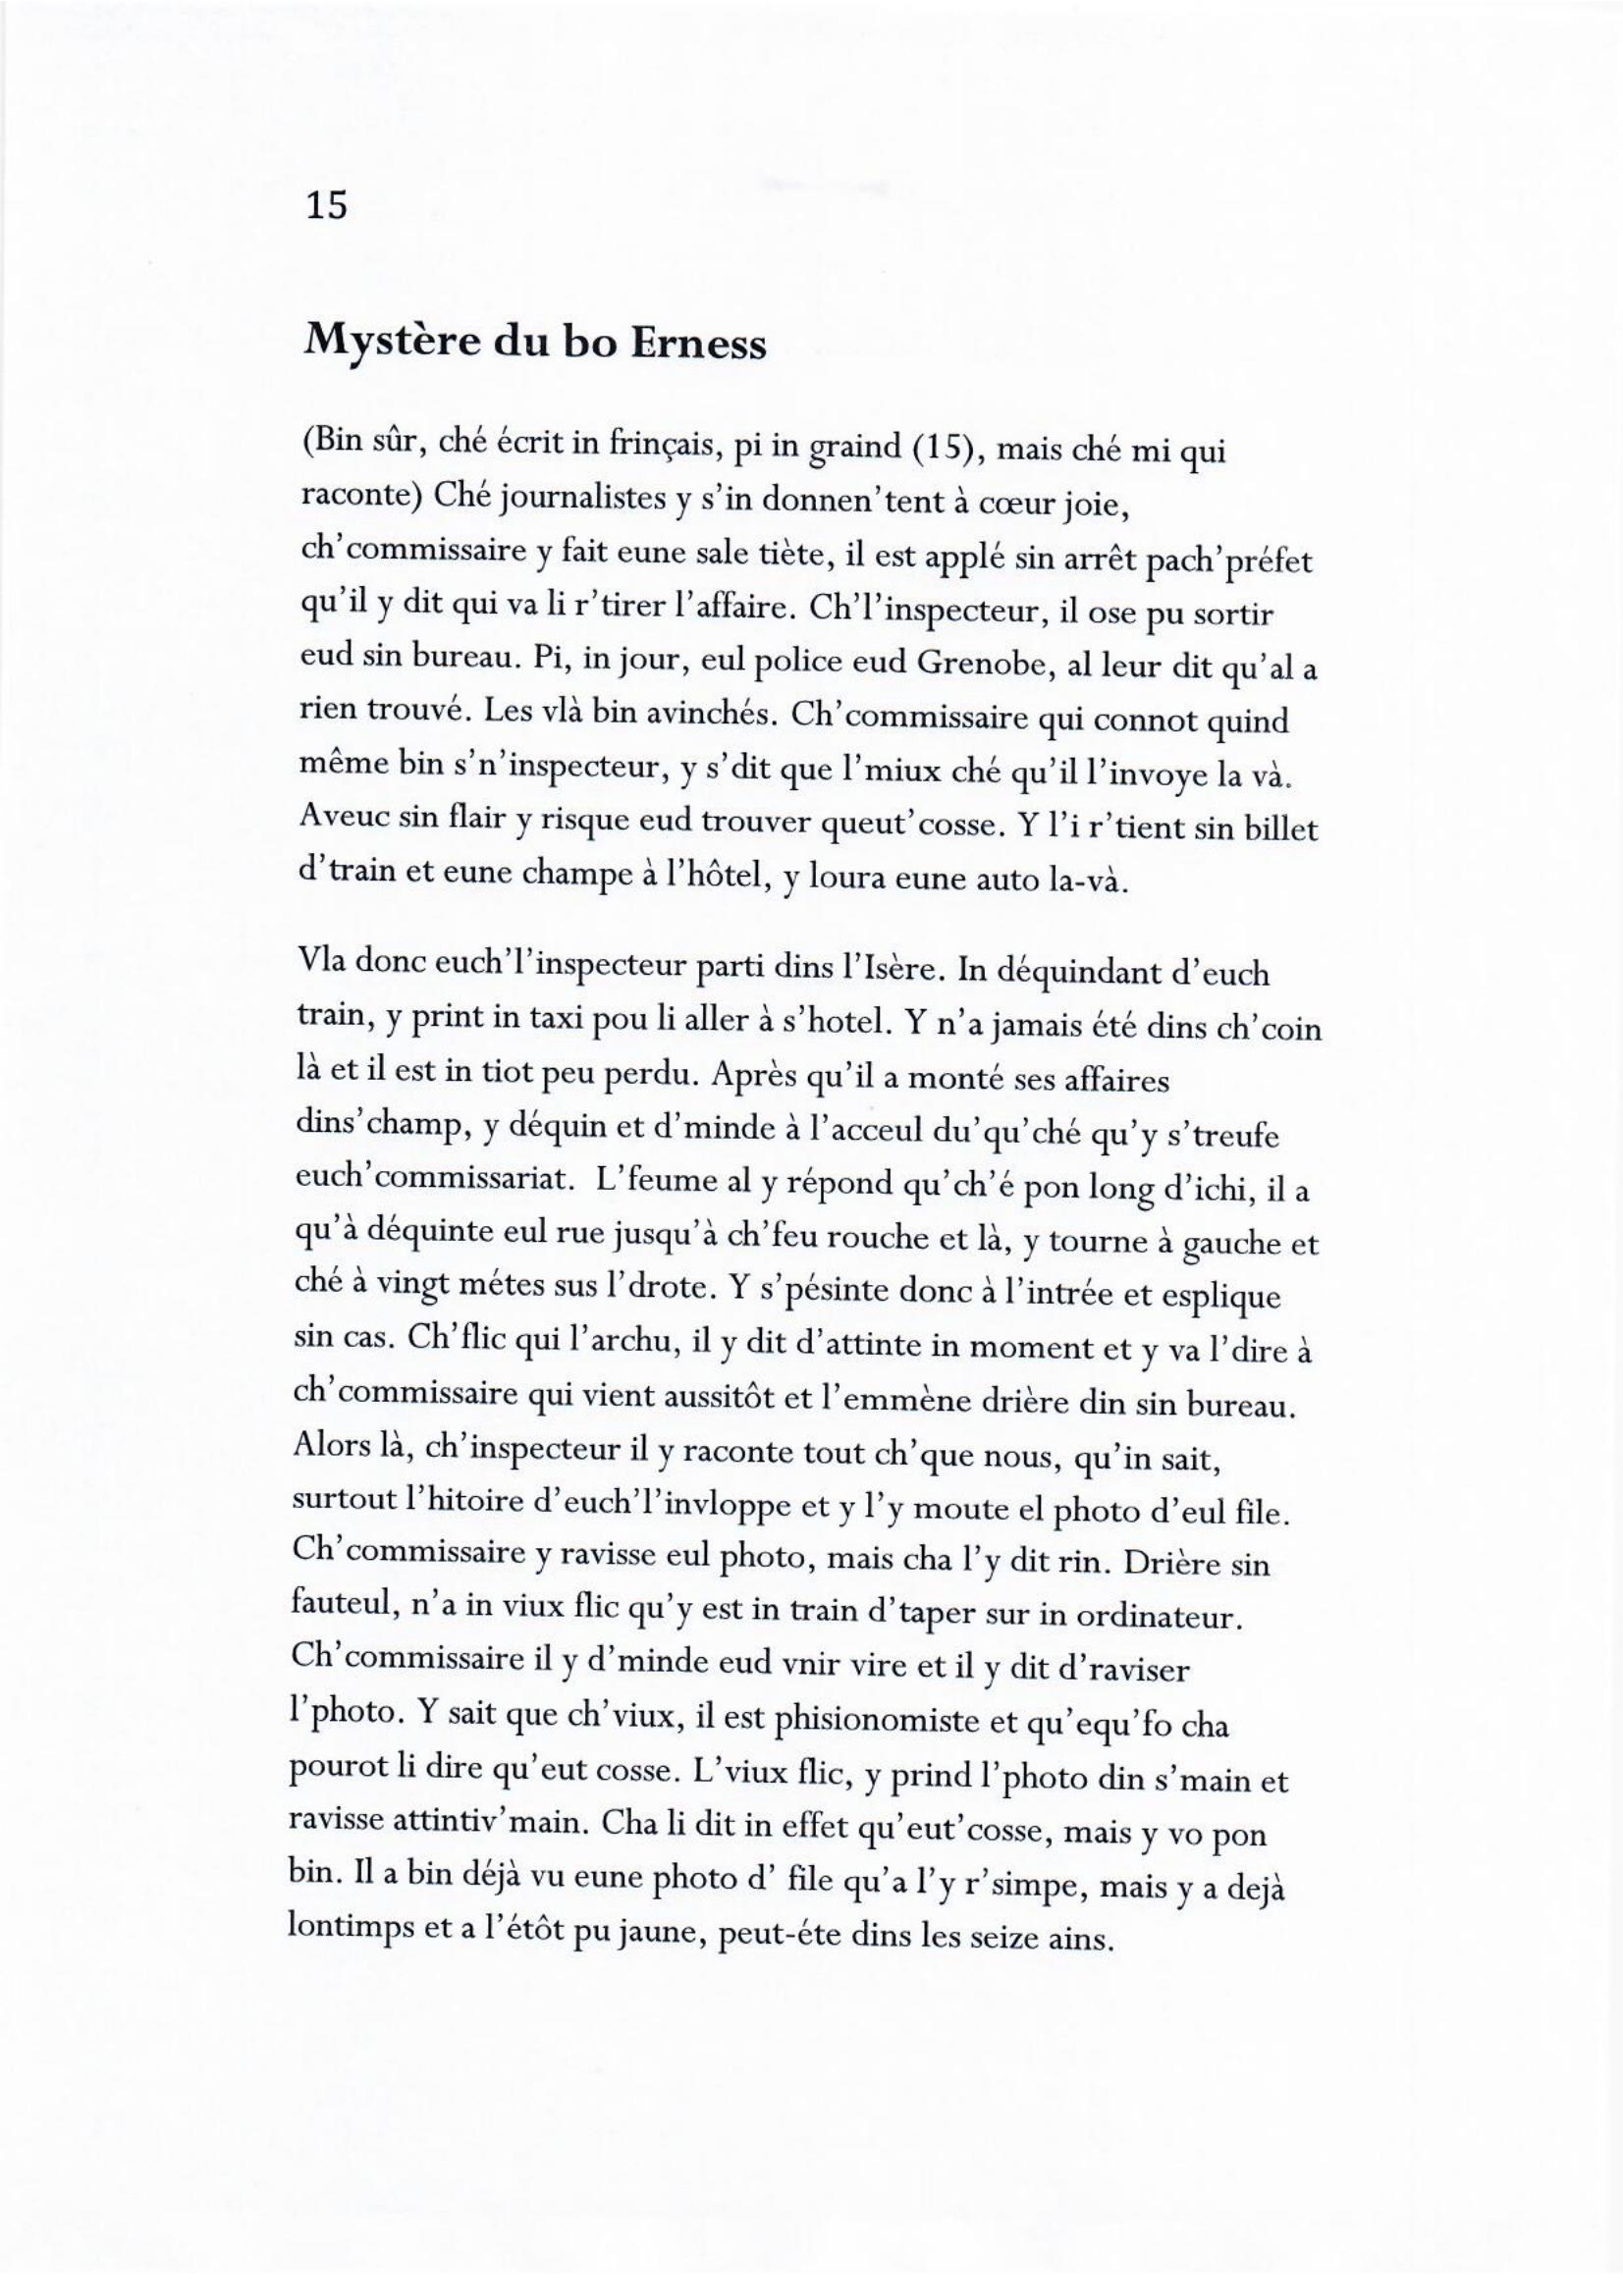 15
Mystère du bo Erness
(Bin sûr, ché écrit in frinçais, pi in graind (15), mais ché mi qui
raconte) Ché journalistes y s’in donnen’tent à cœur joie,
ch’commissaire y fait eune sale tiète, il est applé sin arrêt pach’préfet
qu’il y dit qui va li r’tirer l’affaire. Ch’l’inspecteur, il ose pu sortir
eud sin bureau. Pi, in jour, eul police eud Grenobe, al leur dit qu’al a
rien trouvé. Les vlà bin avinchés. Ch’commissaire qui connot quind
même bin s’n’inspecteur, y s’dit que l’miux ché qu’il l’invoye la và.
Aveuc sin flair y risque eud trouver queut’cosse. Y l’i r’tient sin billet
d’train et eune champe à l’hôtel, y loura eune auto la-và.
Vla donc euch’l’inspecteur parti dins l’Isère. In déquindant d’euch
train, y print in taxi pou li aller à s’hotel. Y n’a jamais été dins ch’coin
là et il est in tiot peu perdu. Après qu’il a monté ses affaires
dins’champ, y déquin et d’minde à l’acceul du’qu’ché qu’y s’treufe
euch’commissariat. L’feume al y répond qu’ch’é pon long d’ichi, il a
qu’à déquinte eul rue jusqu’à ch’feu rouche et là, y tourne à gauche et
ché à vingt métes sus l’drote. Y s’pésinte donc à l’intrée et esplique
sin cas. Ch’flic qui l’archu, il y dit d’attinte in moment et y va l’dire à
ch’commissaire qui vient aussitôt et l’emmène drière din sin bureau.
Alors là, ch’inspecteur il y raconte tout ch’que nous, qu’in sait,
surtout l’hitoire d’euch’l’invloppe et y l’y moute el photo d’eul file.
Ch’commissaire y ravisse eul photo, mais cha l’y dit rin. Drière sin
fauteul, n’a in viux flic qu’y est in train d’taper sur in ordinateur.
Ch’commissaire il y d’minde eud vnir vire et il y dit d’raviser
l’photo. Y sait que ch’viux, il est phisionomiste et qu’equ’fo cha
pourot li dire qu’eut cosse. L’viux flic, y prind l’photo din s’main et
ravisse attintiv’main. Cha li dit in effet qu’eut’cosse, mais y vo pon
bin. Il a bin déjà vu eune photo d’ file qu’a l’y r’simpe, mais y a dejà
lontimps et a l’étôt pu jaune, peut-éte dins les seize ains.